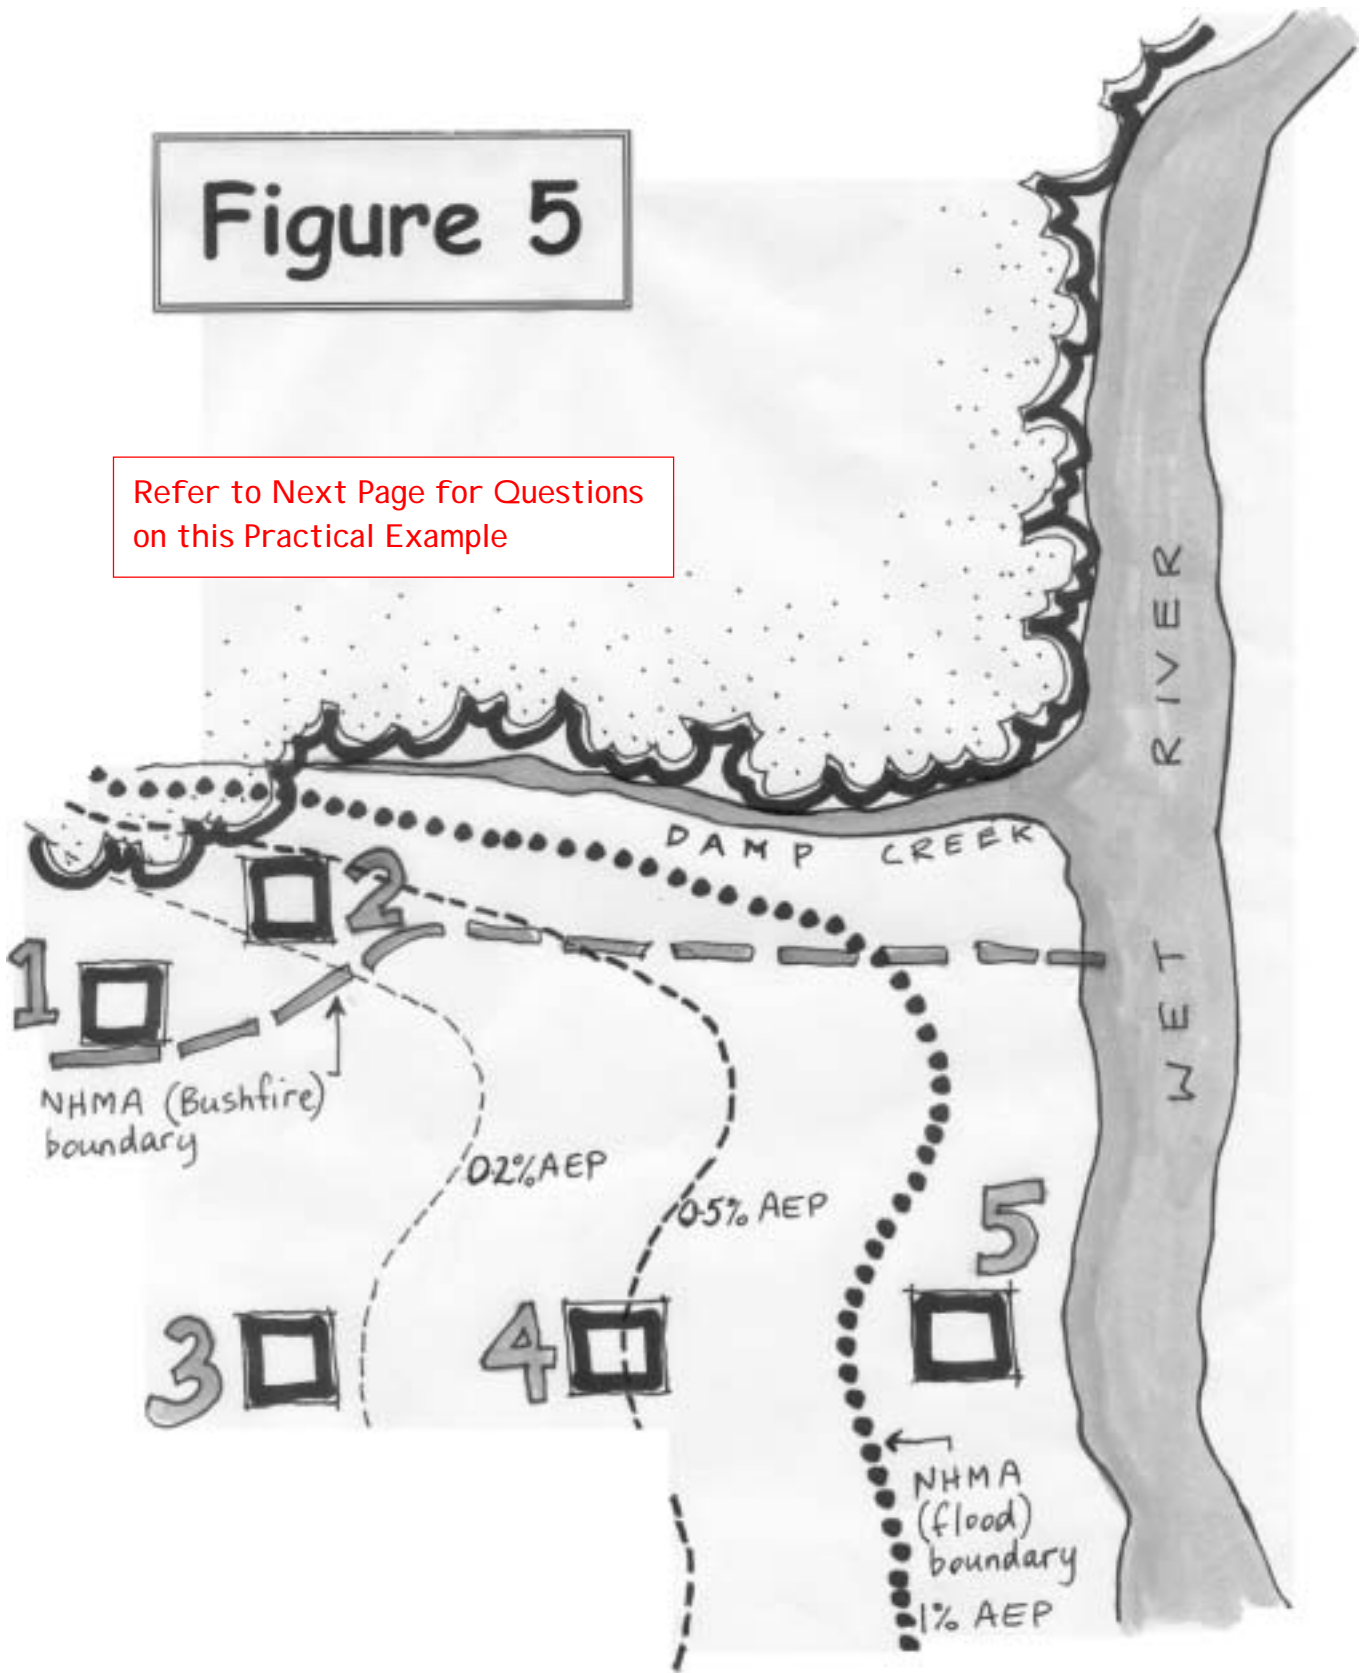 Figure 5
Refer to Next Page for Questions
on this Practical Example
DAMP CREEK
WET RIVER
2
1
NHMA (Bushfire)
boundary
0.2% AEP
0.5% AEP
5
3
4
NHMA
(flood)
boundary
1% AEP